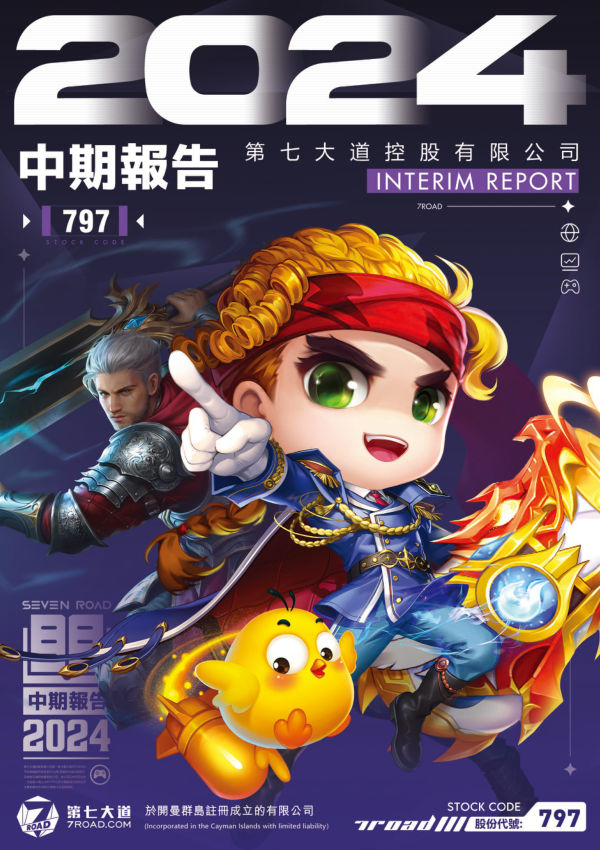 2024
中期報告
第七大道控股有限公司
INTERIM REPORT
7ROAD
797
STOCK CODE
SEVEN ROAD
中期報告
2024
7
ROAD
第七大道
7ROAD.COM
於開曼群島註冊成立的有限公司
(Incorporated in the Cayman Islands with limited liability)
7road
STOCK CODE
股份代號:
797